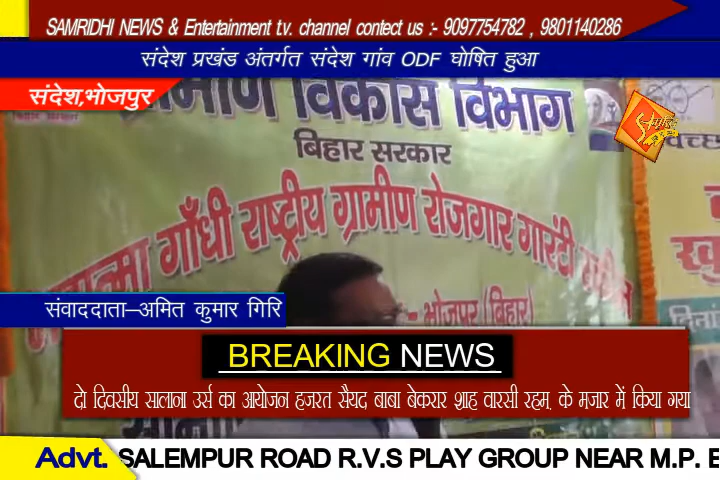 SAMRIDHI NEWS & Entertainment t.v. channel contect us :- 9097754782 , 9801140286
संदेश प्रखंड अंतर्गत संदेश गांव ODF घोषित हुआ
संदेश,भोजपुर
ग्रामीण विकास विभाग
बिहार सरकार
गाँधी राष्ट्रीय ग्रामीण रोजगार गारंटी
भोजपुर (बिहार)
संवाददाता–अमित कुमार गिरि
BREAKING NEWS
दो दिवसीय सालाना उर्स का आयोजन हजरत सैयद बाबा बेकरार शाह वारसी रहम. के मजार में किया गया
Advt. SALEMPUR ROAD R.V.S PLAY GROUP NEAR M.P.